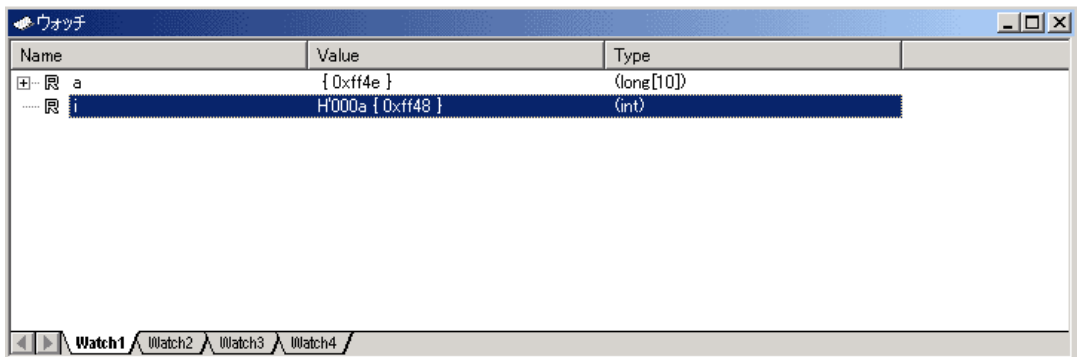 ウォッチ
Name Value Type
R a { 0xff4e } (long[10])
R i H'000a { 0xff48 } (int)
Watch1 Watch2 Watch3 Watch4